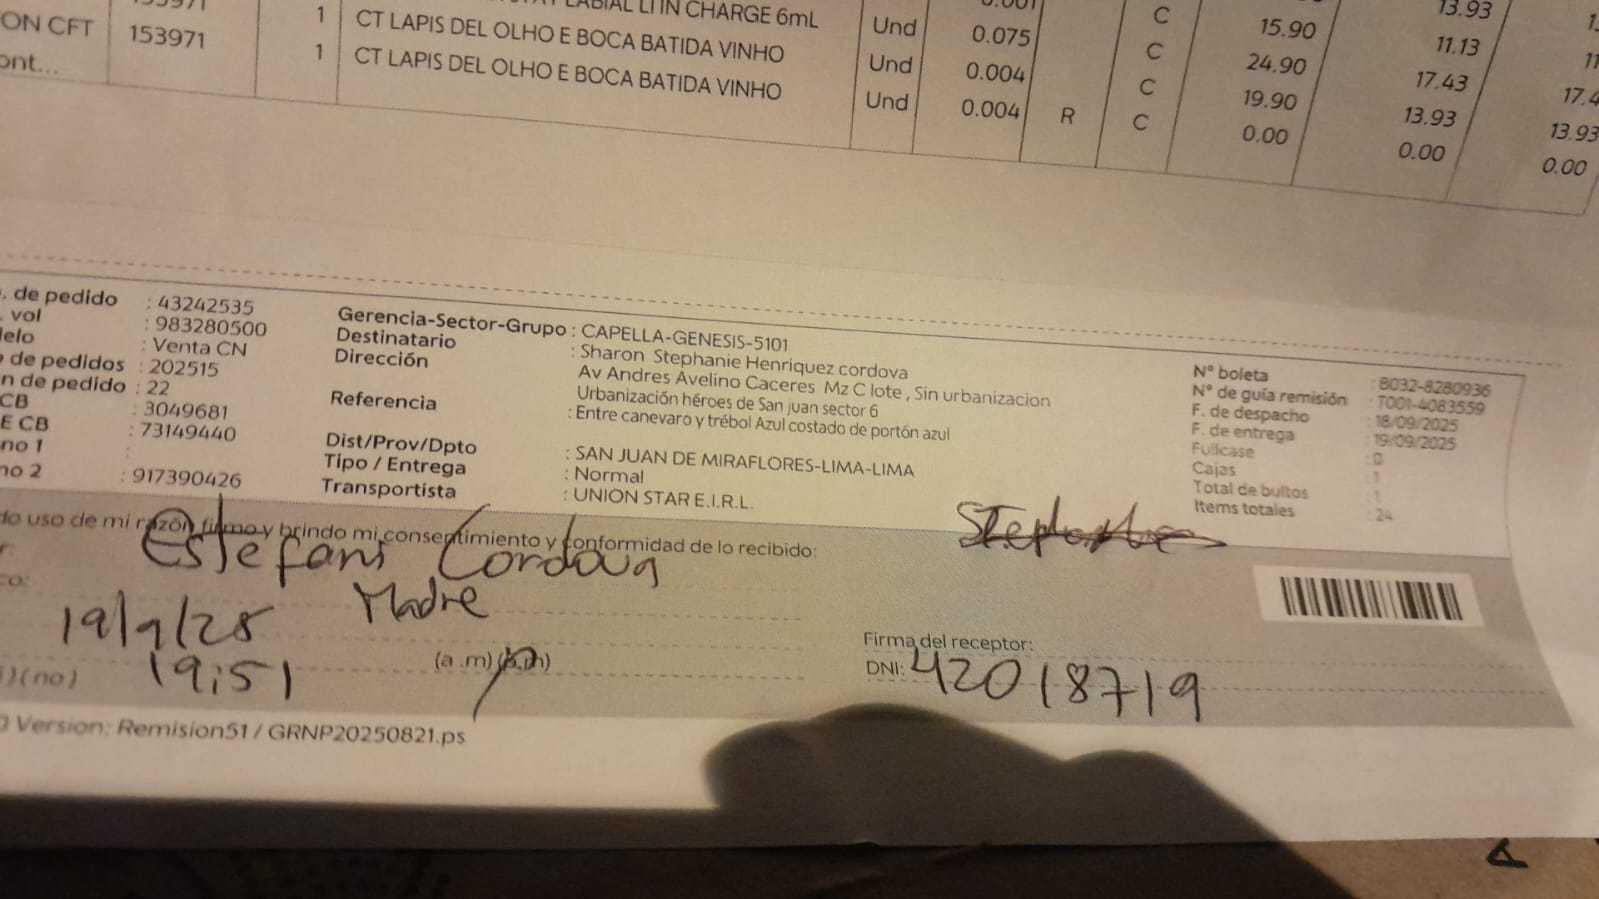 153971
LABIAL LI IN CHARGE 6mL 0.001 C 13.93
ON CFT 153971 1 CT LAPIS DEL OLHO E BOCA BATIDA VINHO Und 0.075 C 15.90 11.13
ont... 1 CT LAPIS DEL OLHO E BOCA BATIDA VINHO Und 0.004 C 24.90 17.43 17.4
Und 0.004 R C 19.90 13.93 13.93
0.00 0.00 0.00
. de pedido : 43242535
. vol : 983280500
delo : Venta CN
o de pedidos : 202515
n de pedido : 22
CB : 3049681
E CB : 73149440
no 1 :
no 2 : 917390426
Gerencia-Sector-Grupo : CAPELLA-GENESIS-5101
Destinatario : Sharon Stephanie Henriquez cordova
Dirección : Av Andres Avelino Caceres Mz C lote , Sin urbanizacion
Urbanización héroes de San juan sector 6
Referencia : Entre canevaro y trébol Azul costado de portón azul
Dist/Prov/Dpto : SAN JUAN DE MIRAFLORES-LIMA-LIMA
Tipo / Entrega : Normal
Transportista : UNION STAR E.I.R.L.
N° boleta : B032-8280936
N° de guía remisión : T001-4083559
F. de despacho : 18/09/2025
F. de entrega : 19/09/2025
Fullcase : 0
Cajas : 1
Total de bultos : 1
Items totales : 24
do uso de mi razón firmo y brindo mi consentimiento y conformidad de lo recibido:
Estefani Cordova
co: Madre
19/9/25
)(no) 19:51 (a .m) (p.m)
Firma del receptor:
DNI: 42018719
Version: Remision51 / GRNP20250821.ps